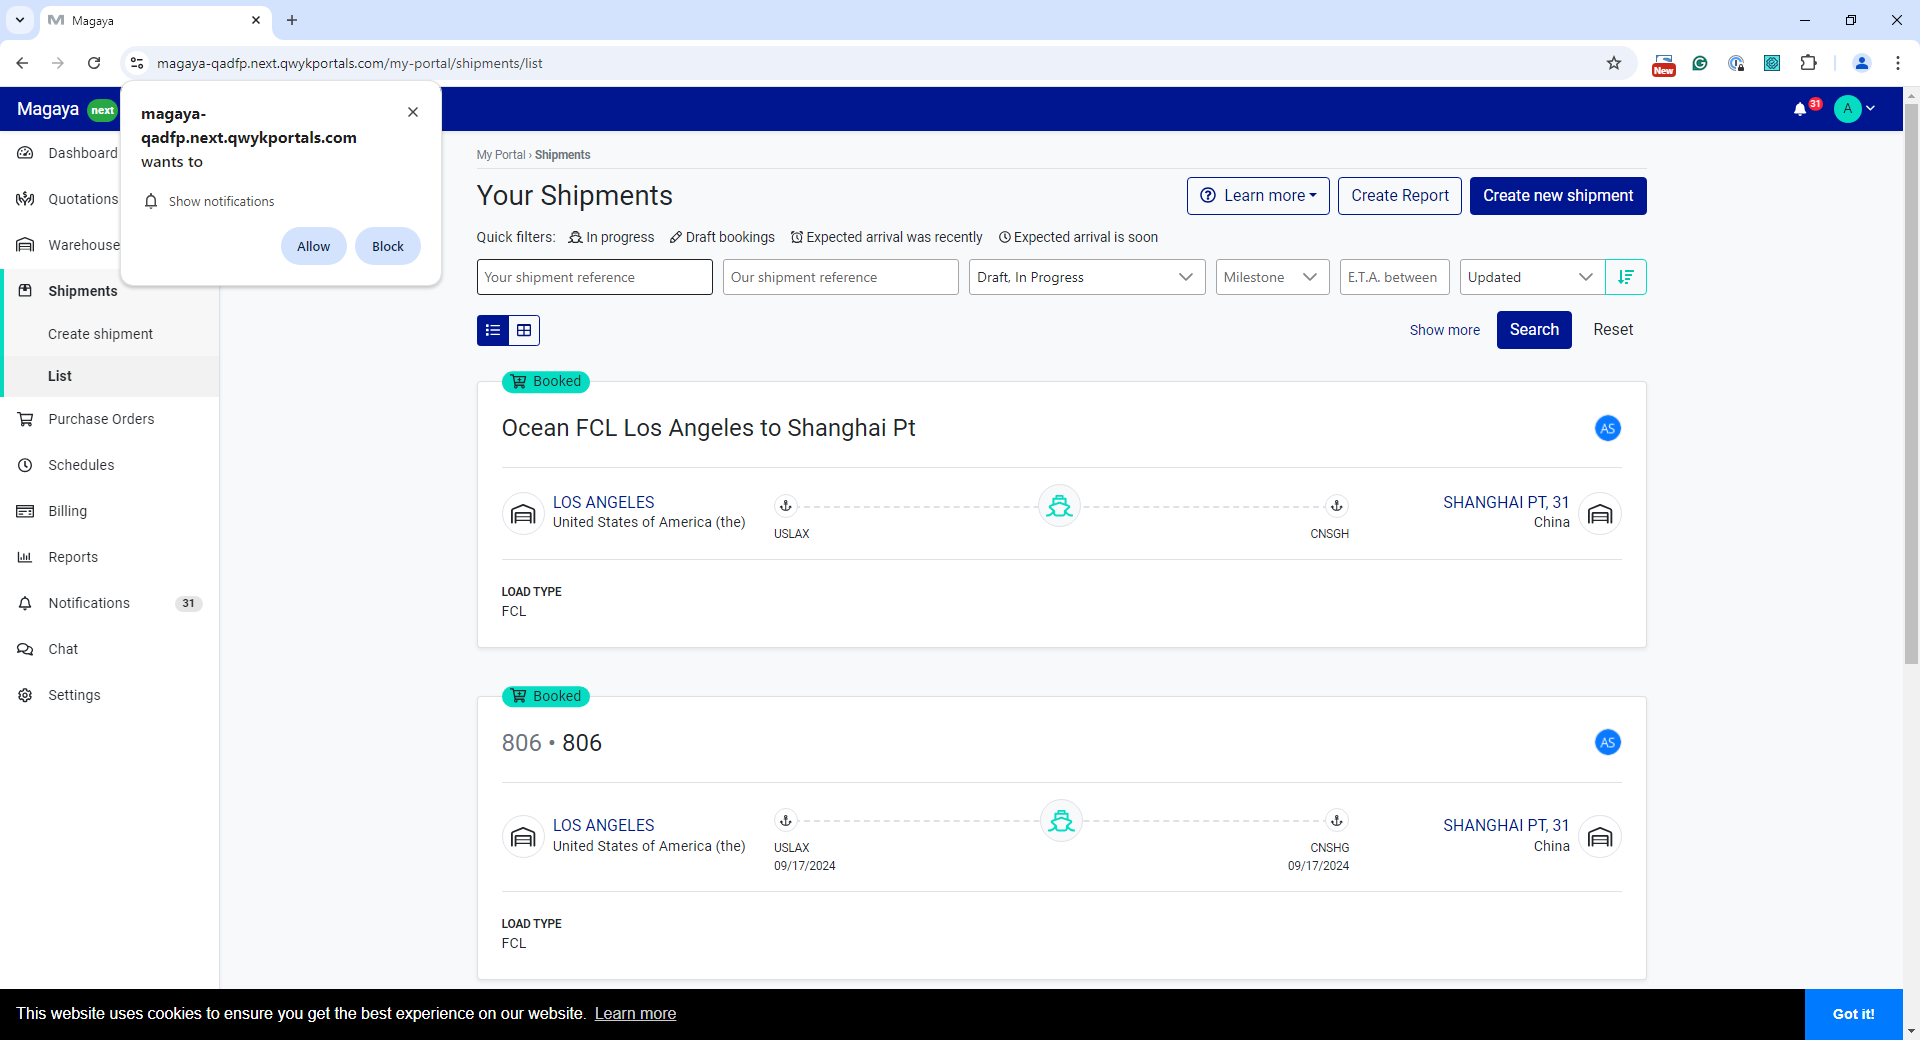 Magaya
magaya-qadfp.next.qwykportals.com/my-portal/shipments/list
New
Magaya next
31
A
magaya-
qadfp.next.qwykportals.com
wants to
Show notifications
Allow
Block
Dashboard
Quotations
Warehouse
Shipments
Create shipment
List
Purchase Orders
Schedules
Billing
Reports
Notifications 31
Chat
Settings
My Portal › Shipments
Your Shipments
Learn more
Create Report
Create new shipment
Quick filters: In progress Draft bookings Expected arrival was recently Expected arrival is soon
Your shipment reference
Our shipment reference
Draft, In Progress
Milestone
E.T.A. between
Updated
Show more
Search
Reset
Booked
Ocean FCL Los Angeles to Shanghai Pt
AS
LOS ANGELES
United States of America (the)
USLAX
CNSGH
SHANGHAI PT, 31
China
LOAD TYPE
FCL
Booked
806 • 806
AS
LOS ANGELES
United States of America (the)
USLAX
09/17/2024
CNSHG
09/17/2024
SHANGHAI PT, 31
China
LOAD TYPE
FCL
This website uses cookies to ensure you get the best experience on our website. Learn more
Got it!